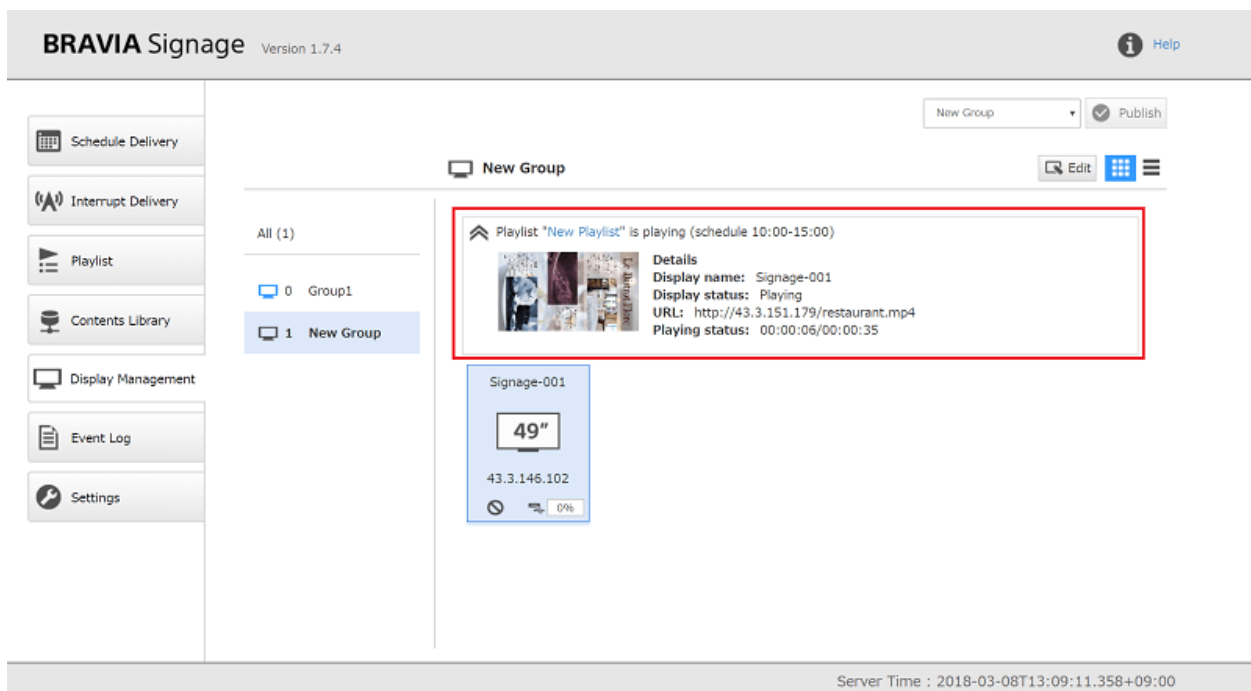 BRAVIA Signage Version 1.7.4
Help
New Group
Publish
Schedule Delivery
Interrupt Delivery
Playlist
Contents Library
Display Management
Event Log
Settings
New Group
Edit
All (1)
0 Group1
1 New Group
Playlist "New Playlist" is playing (schedule 10:00-15:00)
Details
Display name: Signage-001
Display status: Playing
URL: http://43.3.151.179/restaurant.mp4
Playing status: 00:00:06/00:00:35
Signage-001
49"
43.3.146.102
0%
Server Time : 2018-03-08T13:09:11.358+09:00